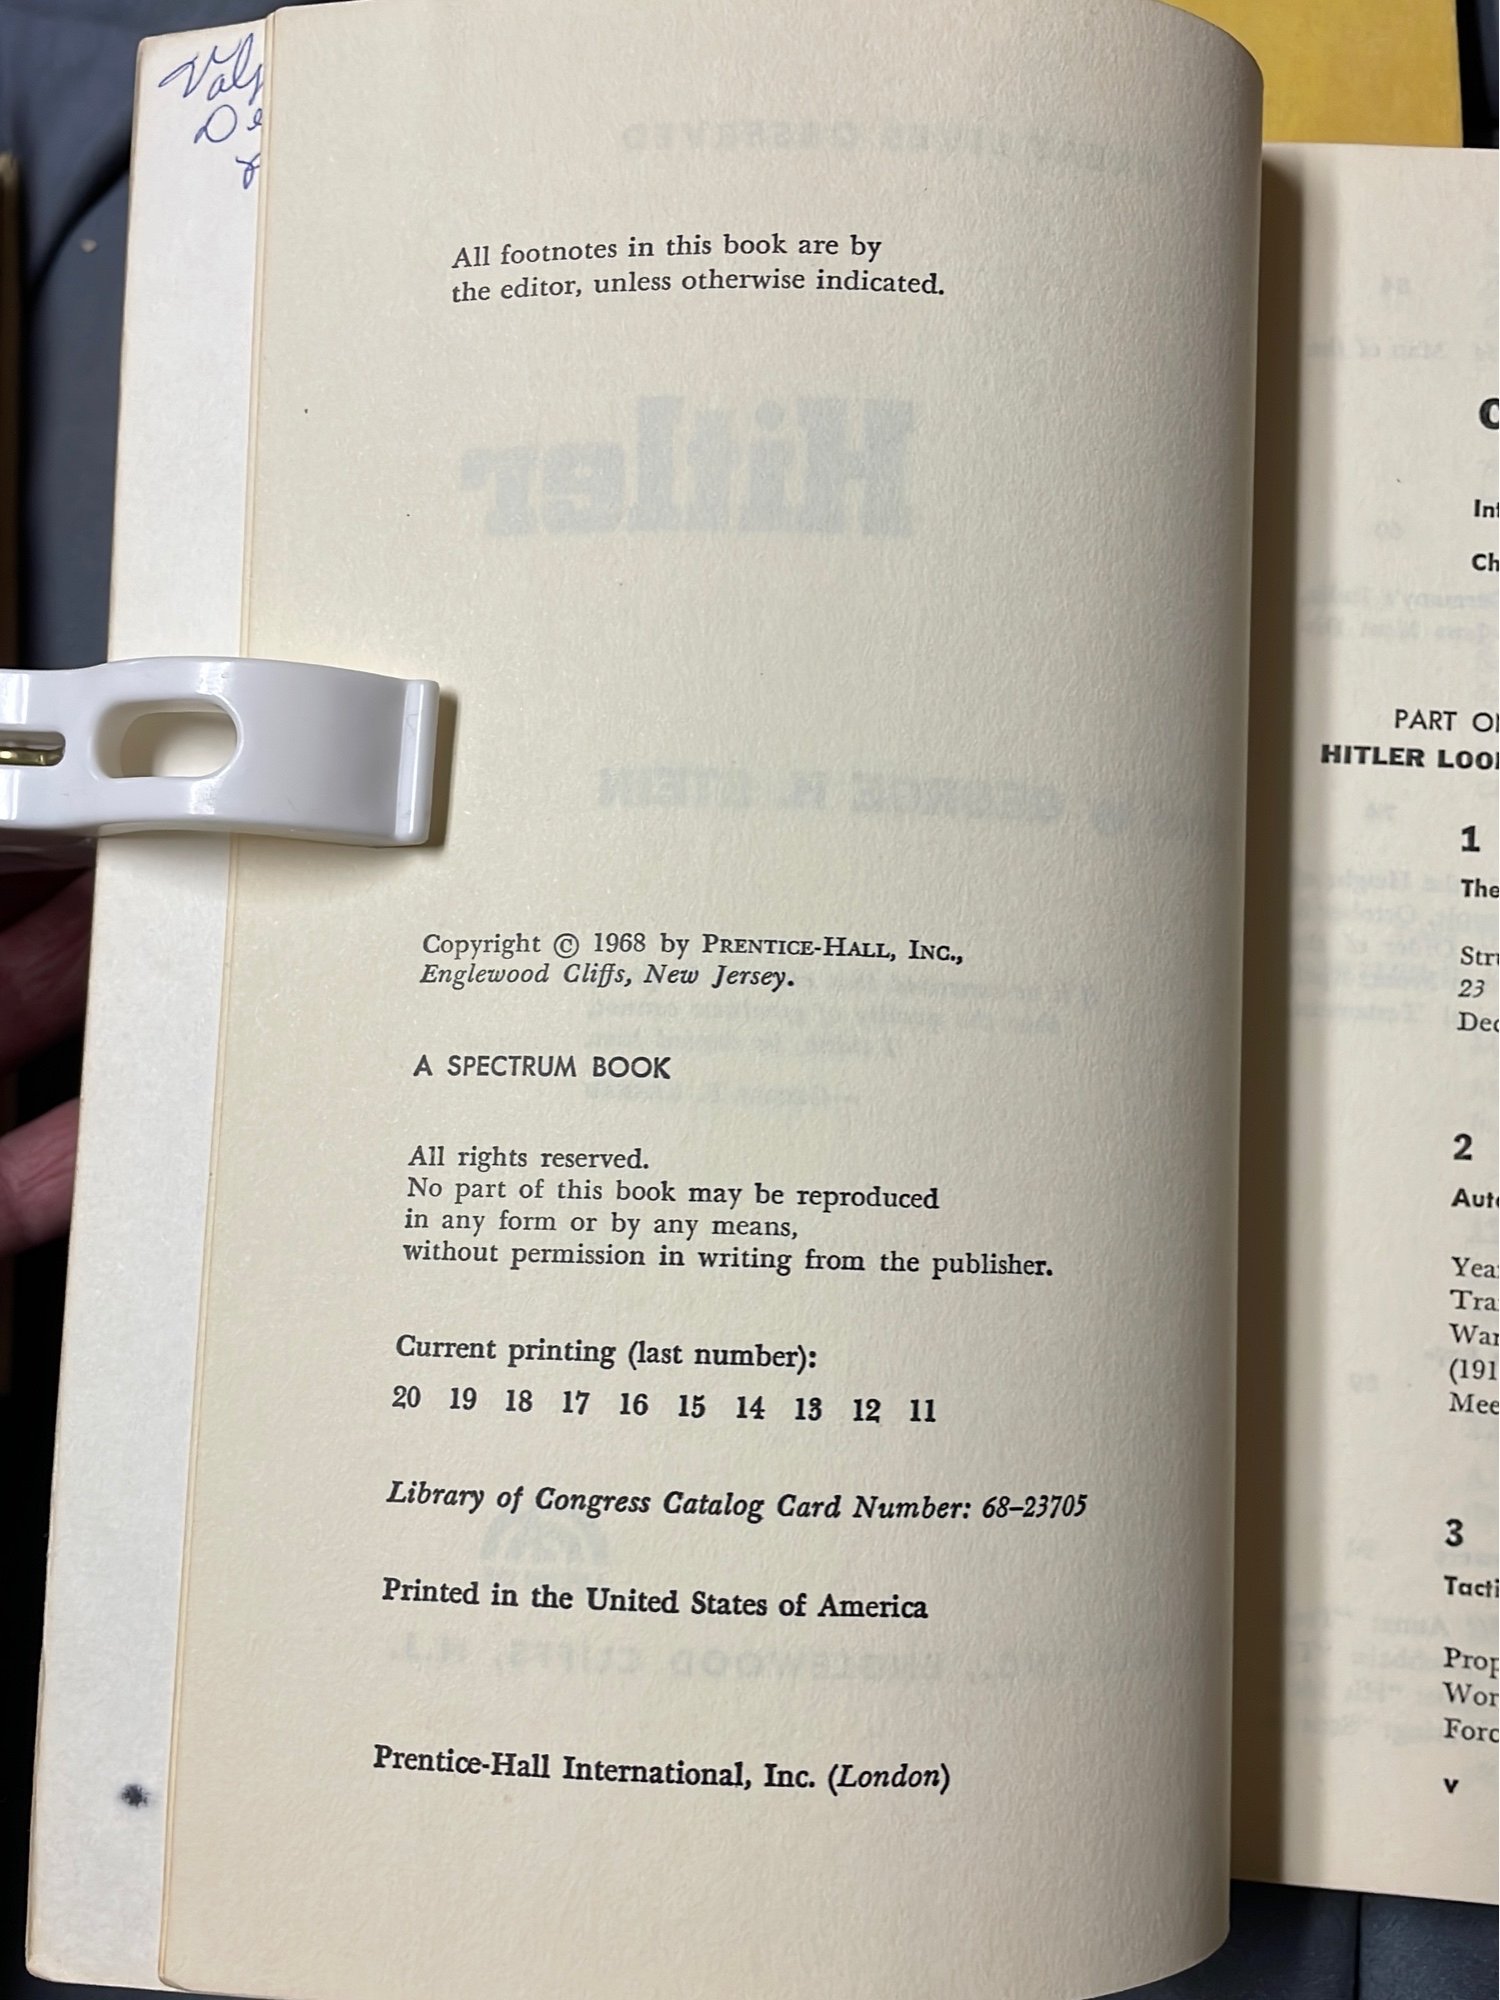 All footnotes in this book are by
the editor, unless otherwise indicated.
Hitler
Copyright © 1968 by PRENTICE-HALL, INC.,
Englewood Cliffs, New Jersey.
A SPECTRUM BOOK
All rights reserved.
No part of this book may be reproduced
in any form or by any means,
without permission in writing from the publisher.
Current printing (last number):
20 19 18 17 16 15 14 13 12 11
Library of Congress Catalog Card Number: 68–23705
Printed in the United States of America
Prentice-Hall International, Inc. (London)
PART
HITLER
1
The
23
2
3
v